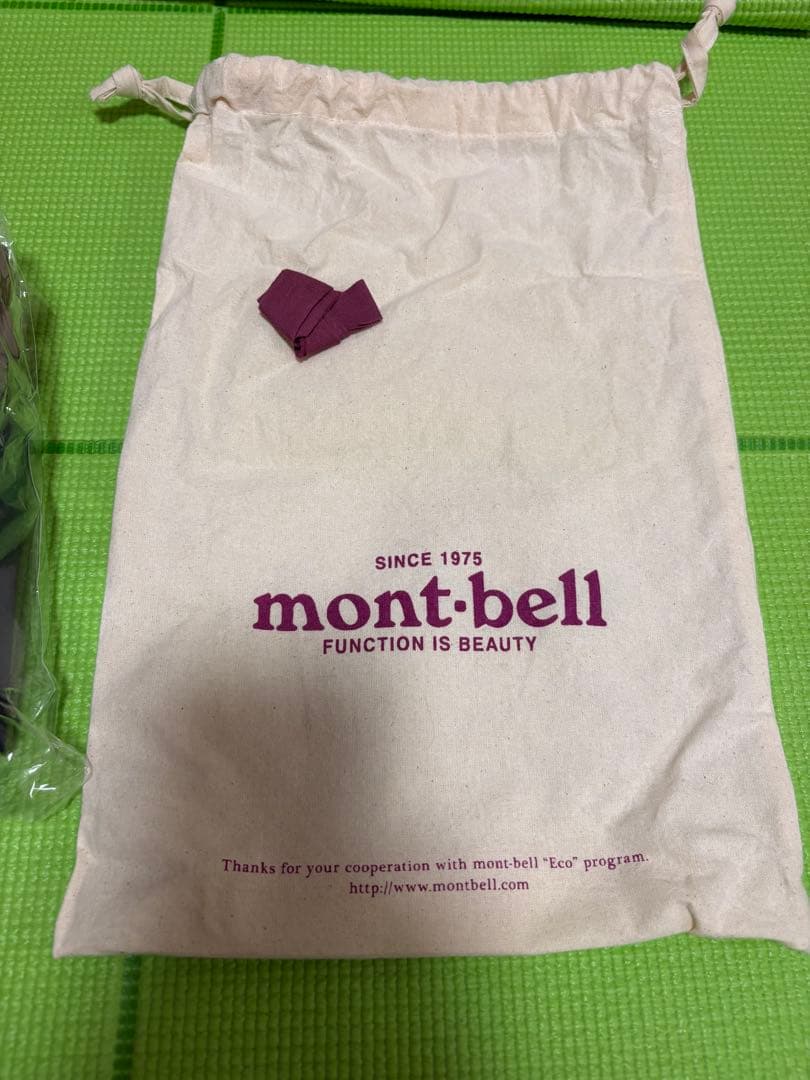 SINCE 1975
mont-bell
FUNCTION IS BEAUTY
Thanks for your cooperation with mont-bell "Eco" program.
http://www.montbell.com